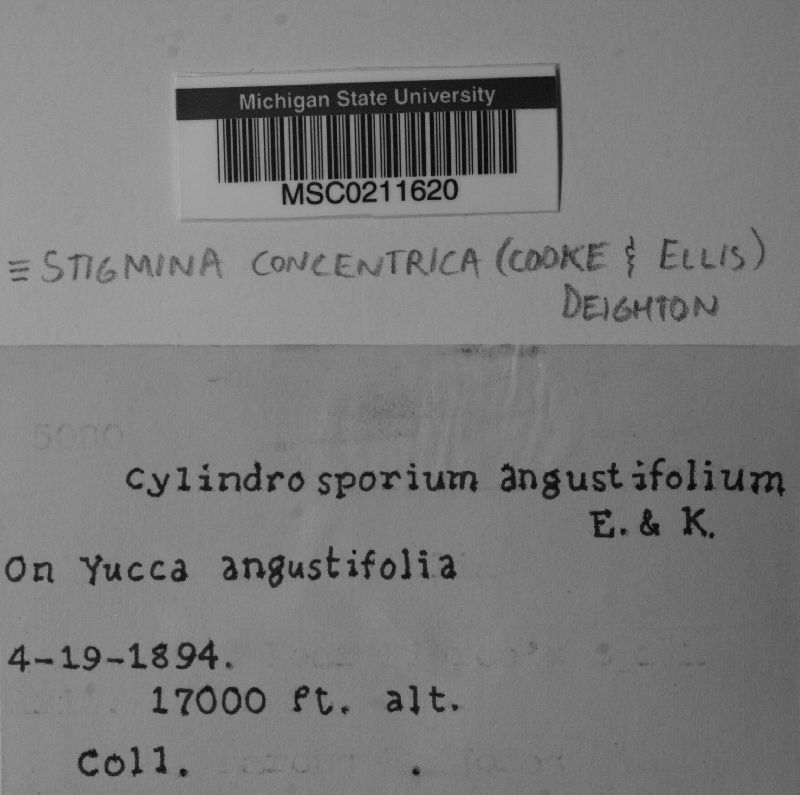 Michigan State University
MSC0211620
≡ STIGMINA CONCENTRICA (COOKE & ELLIS)
DEIGHTON
5080
Cylindro sporium angustifolium
E. & K.
On Yucca angustifolia
4-19-1894.
17000 ft. alt.
Coll. .